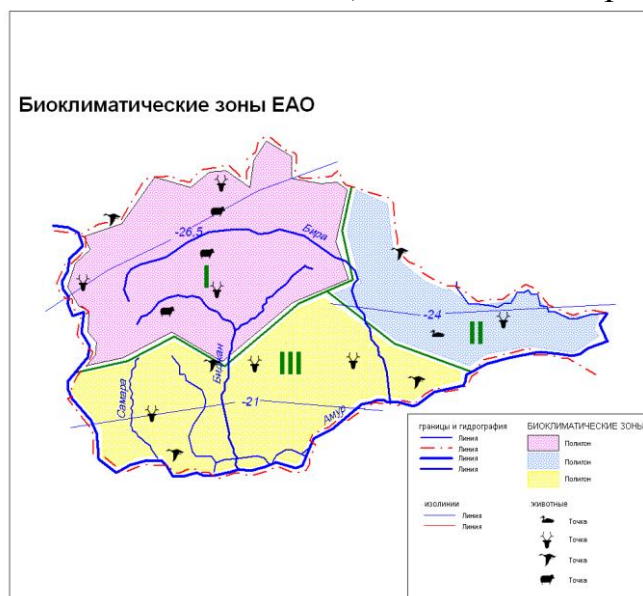 Биоклиматические зоны ЕАО
-26.5
Бира
I
-24
II
III
Биджан
Самара
-21
Амур
границы и гидрография
Линия
Линия
Линия
Линия
БИОКЛИМАТИЧЕСКИЕ ЗОНЫ
Полигон
Полигон
Полигон
изолинии
Линия
Линия
животные
Точка
Точка
Точка
Точка